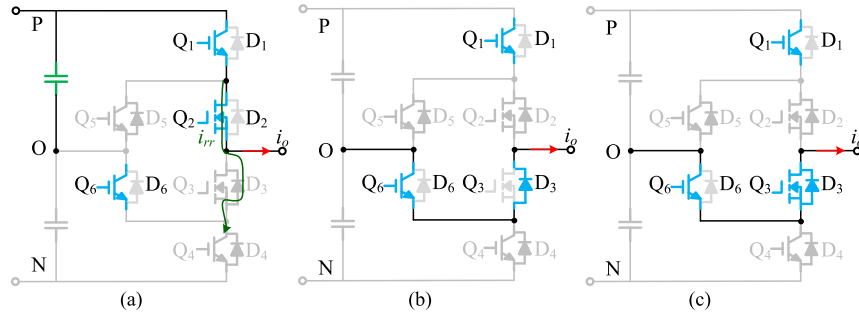 P
Q1 D1
Q5 D5 Q2 D2
irr io
O
Q6 D6 Q3 D3
Q4 D4
N
(a)
P
Q1 D1
Q5 D5 Q2 D2
io
O
Q6 D6 Q3 D3
Q4 D4
N
(b)
P
Q1 D1
Q5 D5 Q2 D2
O
Q6 D6 Q3 D3
Q4 D4
N
(c)